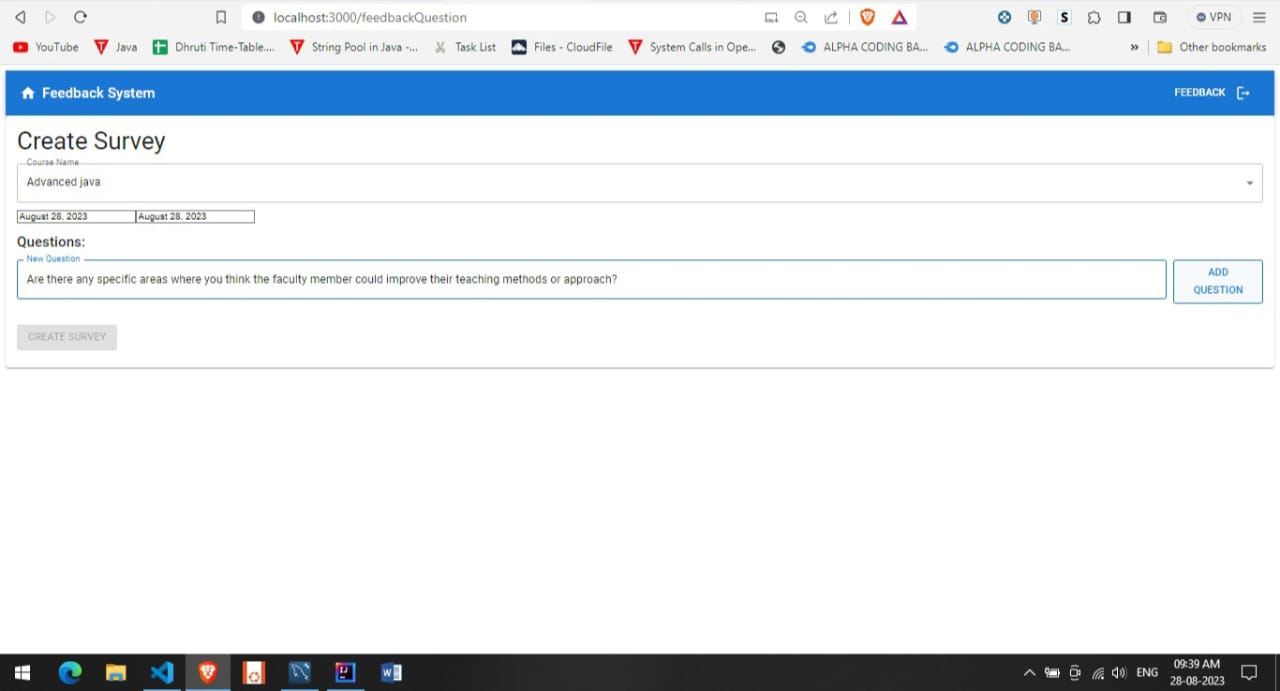 localhost:3000/feedbackQuestion
VPN
YouTube
Java
Dhruti Time-Table....
String Pool in Java -...
Task List
Files - CloudFile
System Calls in Ope...
ALPHA CODING BA...
ALPHA CODING BA...
»
Other bookmarks
Feedback System
FEEDBACK
Create Survey
Course Name
Advanced java
August 28, 2023
August 28, 2023
Questions:
New Question
Are there any specific areas where you think the faculty member could improve their teaching methods or approach?
ADD
QUESTION
CREATE SURVEY
ENG
09:39 AM
28-08-2023